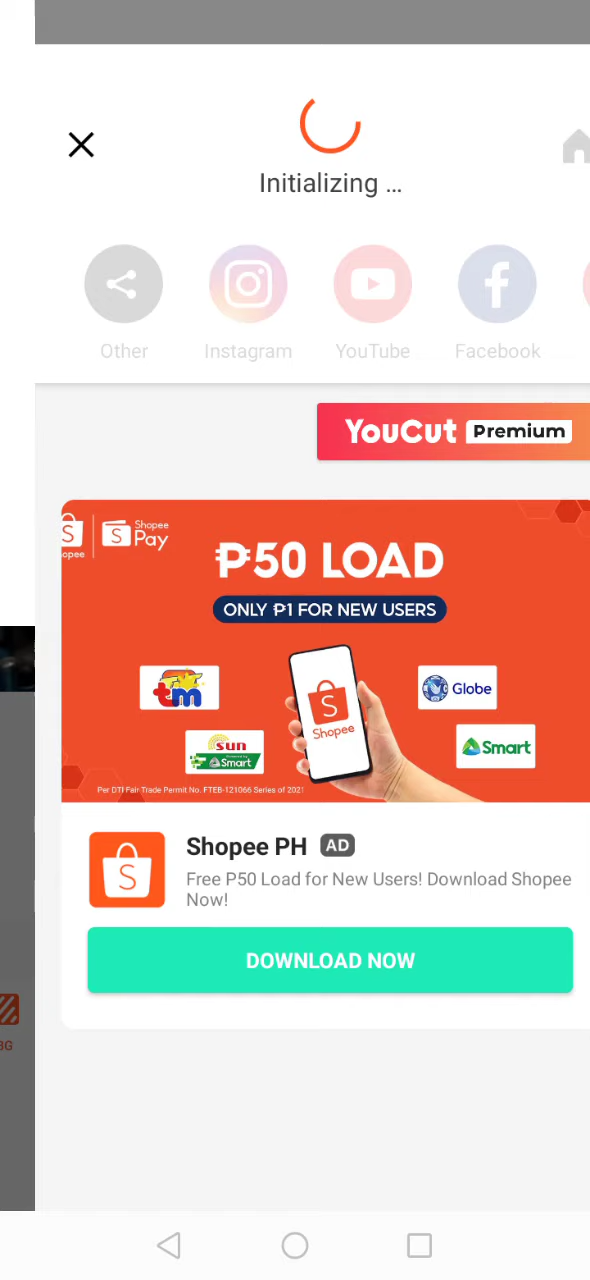 Initializing ...
Other
Instagram
YouTube
Facebook
YouCut Premium
S
opee
S
Shopee
Pay
₱50 LOAD
ONLY ₱1 FOR NEW USERS
tm
Globe
S
Shopee
sun
Smart
Smart
Per DTI Fair Trade Permit No. FTEB-121066 Series of 2021
S
Shopee PH AD
Free P50 Load for New Users! Download Shopee
Now!
DOWNLOAD NOW
BG